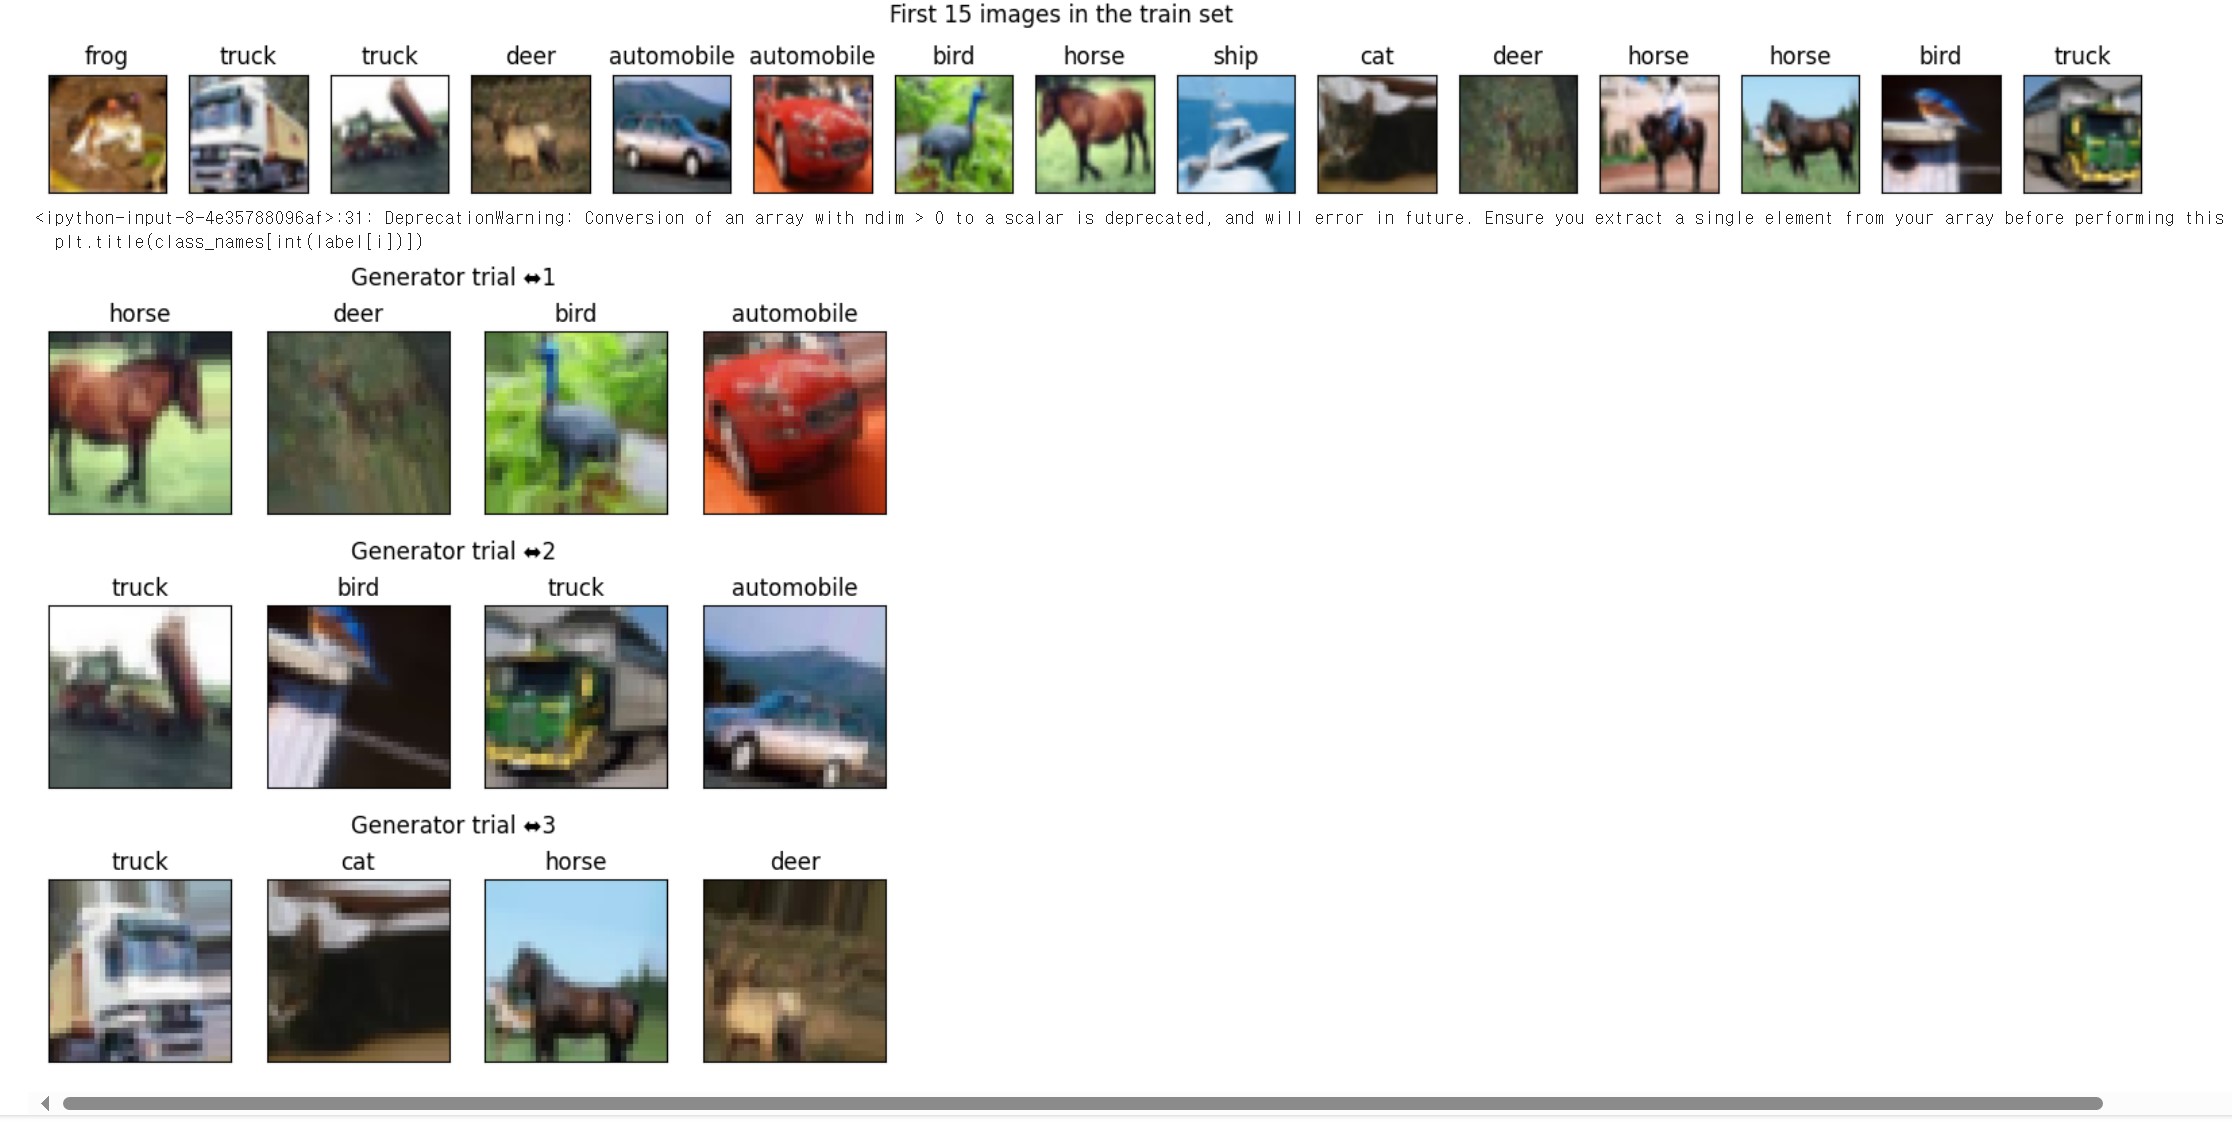 First 15 images in the train set
frog truck truck deer automobile automobile bird horse ship cat deer horse horse bird truck
<ipython-input-8-4e35788096af>:31: DeprecationWarning: Conversion of an array with ndim > 0 to a scalar is deprecated, and will error in future. Ensure you extract a single element from your array before performing this
plt.title(class_names[int(label[i])])
Generator trial ⬌1
horse deer bird automobile
Generator trial ⬌2
truck bird truck automobile
Generator trial ⬌3
truck cat horse deer